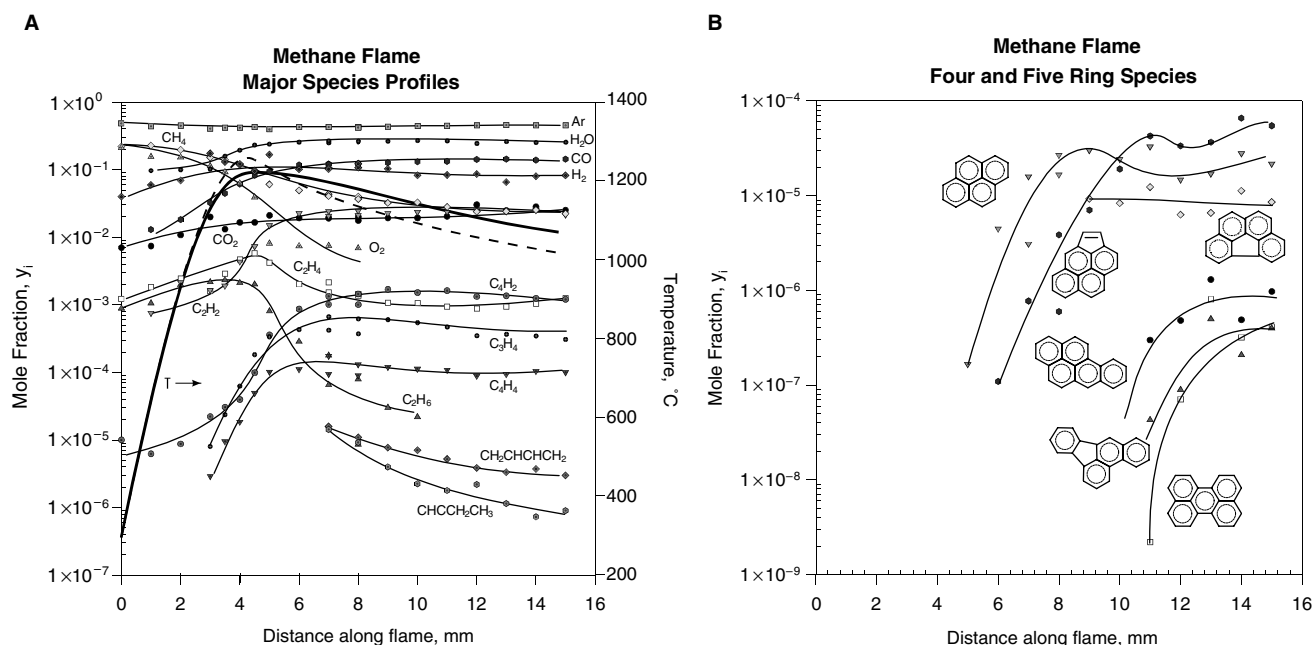 A
Methane Flame
Major Species Profiles
1×10⁰
1×10⁻¹
1×10⁻²
1×10⁻³
1×10⁻⁴
1×10⁻⁵
1×10⁻⁶
1×10⁻⁷
Mole Fraction, yᵢ
1400
1200
1000
800
600
400
200
Temperature, °C
Ar
CH₄
H₂O
CO
H₂
CO₂
O₂
C₂H₄
C₂H₂
C₄H₂
C₃H₄
C₄H₄
T →
C₂H₆
CH₂CHCHCH₂
CHCCH₂CH₃
0 2 4 6 8 10 12 14 16
Distance along flame, mm
B
Methane Flame
Four and Five Ring Species
1×10⁻⁴
1×10⁻⁵
1×10⁻⁶
1×10⁻⁷
1×10⁻⁸
1×10⁻⁹
Mole Fraction, yᵢ
0 2 4 6 8 10 12 14 16
Distance along flame, mm